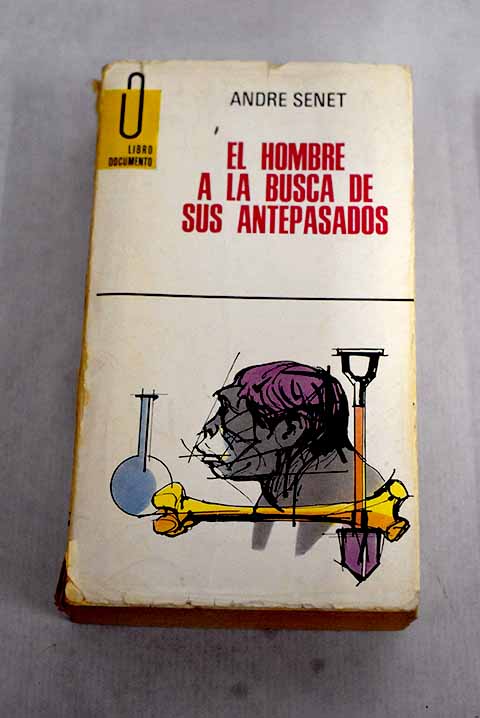 LIBRO
DOCUMENTO
ANDRE SENET
EL HOMBRE
A LA BUSCA DE
SUS ANTEPASADOS